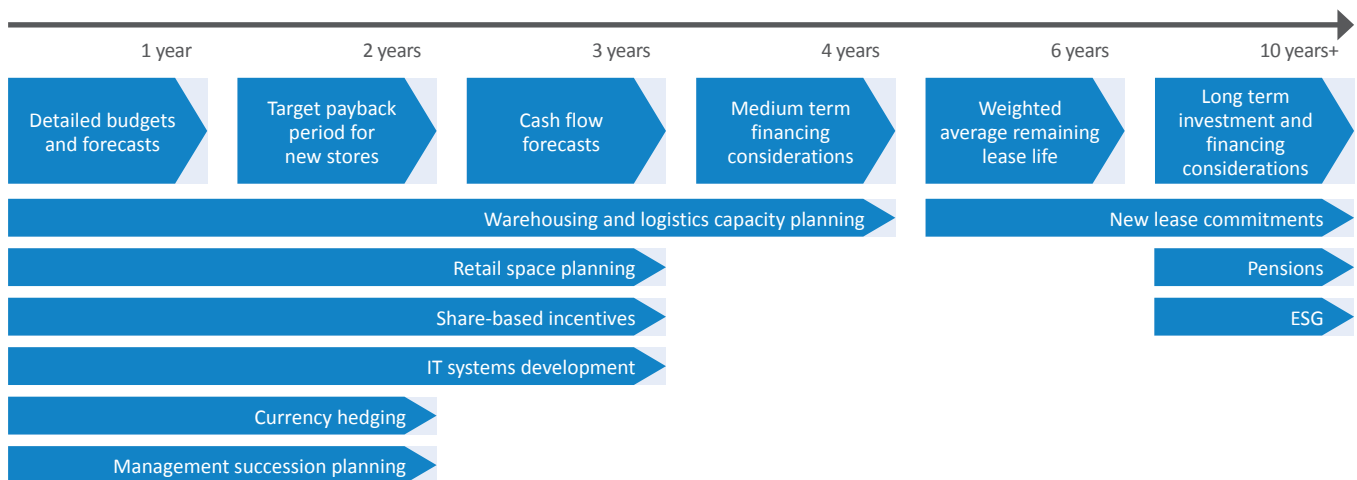 1 year
2 years
3 years
4 years
6 years
10 years+
Detailed budgets
and forecasts
Target payback
period for
new stores
Cash flow
forecasts
Medium term
financing
considerations
Weighted
average remaining
lease life
Long term
investment and
financing
considerations
Warehousing and logistics capacity planning
New lease commitments
Retail space planning
Pensions
Share-based incentives
ESG
IT systems development
Currency hedging
Management succession planning